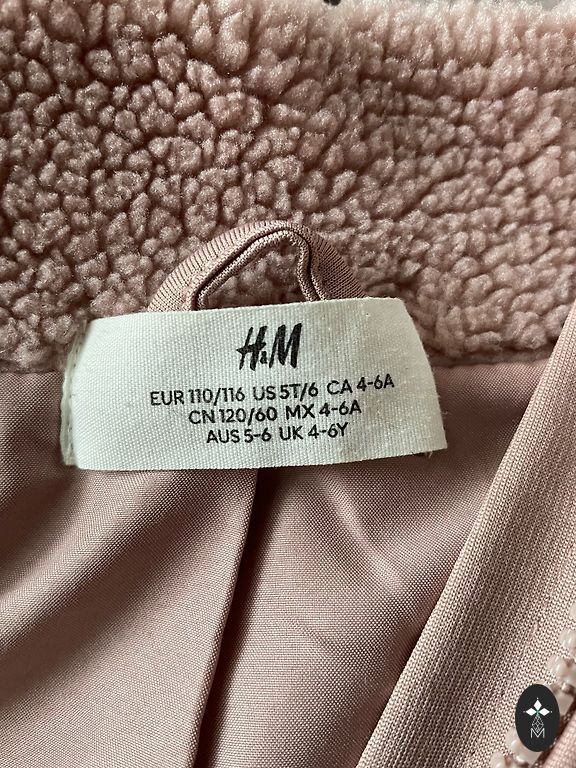 H&M
EUR 110/116 US 5T/6 CA 4-6A
CN 120/60 MX 4-6A
AUS 5-6 UK 4-6Y